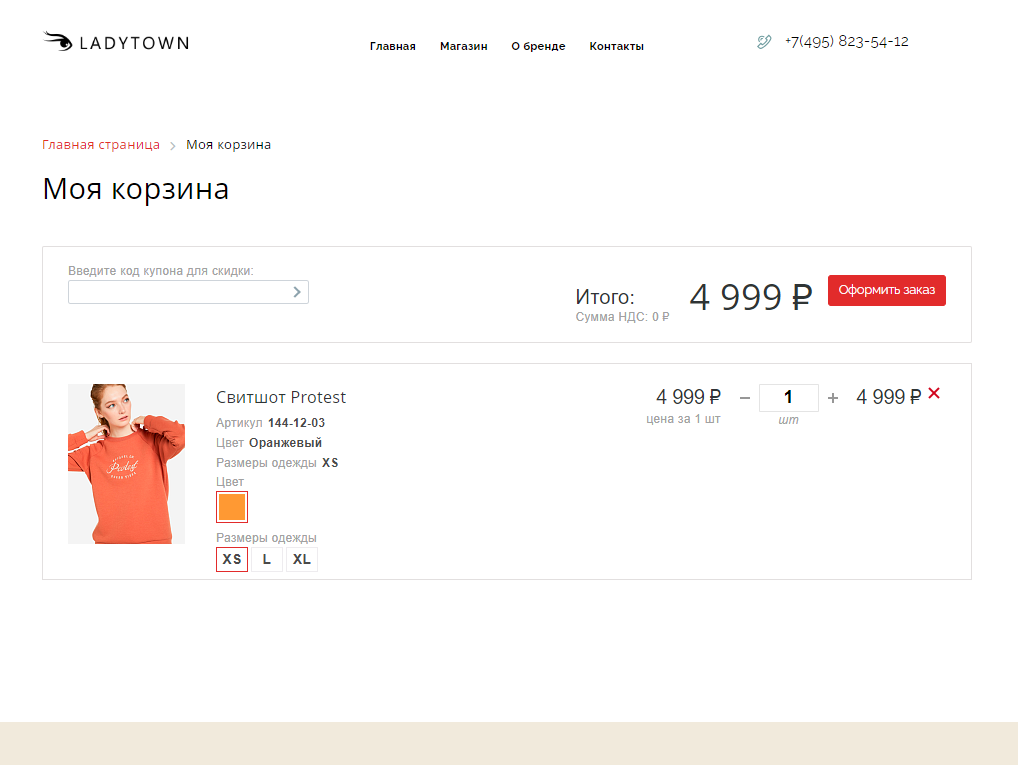 LADYTOWN
Главная Магазин О бренде Контакты
+7(495) 823-54-12
Главная страница Моя корзина
Моя корзина
Введите код купона для скидки:
Итого: 4 999 ₽ Оформить заказ
Сумма НДС: 0 ₽
Свитшот Protest 4 999 ₽ 1 4 999 ₽
цена за 1 шт шт
Артикул 144-12-03
Цвет Оранжевый
Размеры одежды XS
Цвет
Размеры одежды
XS L XL
Protest